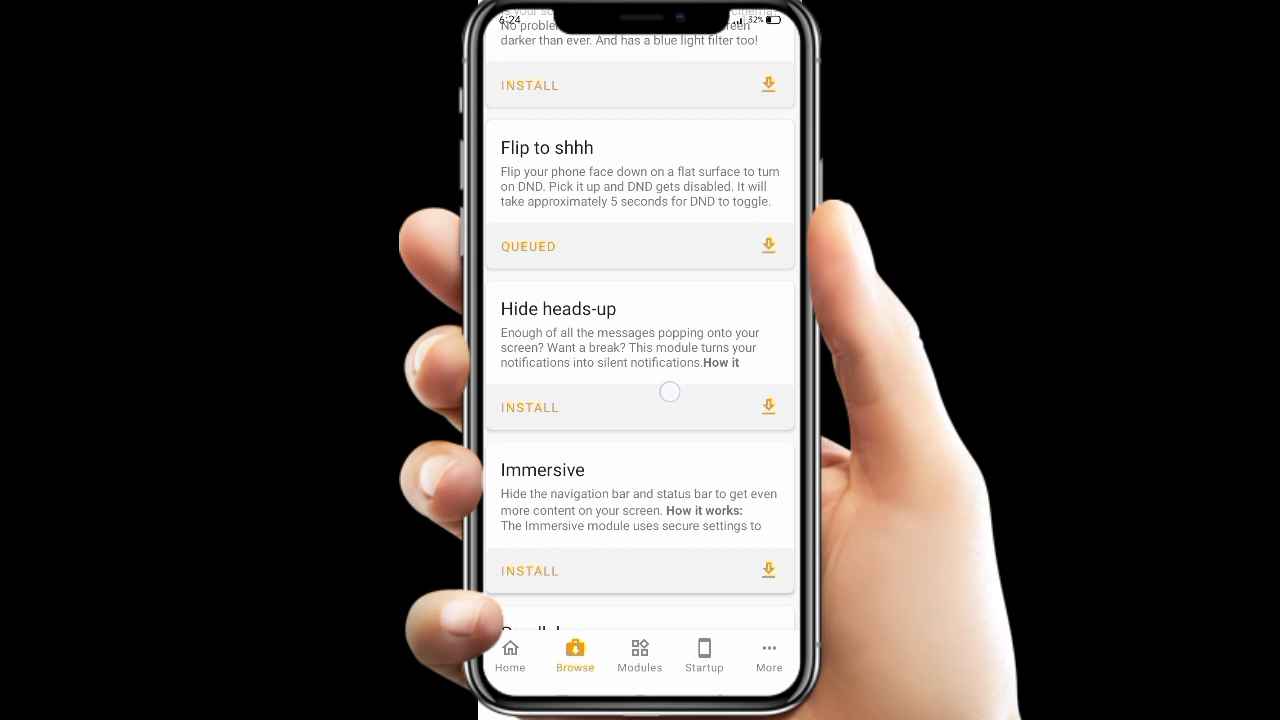 6:24
32%
No
darker than ever. And has a blue light filter too!
INSTALL
Flip to shhh
Flip your phone face down on a flat surface to turn
on DND. Pick it up and DND gets disabled. It will
take approximately 5 seconds for DND to toggle.
QUEUED
Hide heads-up
Enough of all the messages popping onto your
screen? Want a break? This module turns your
notifications into silent notifications.How it
INSTALL
Immersive
Hide the navigation bar and status bar to get even
more content on your screen. How it works:
The Immersive module uses secure settings to
INSTALL
Home
Browse
Modules
Startup
More